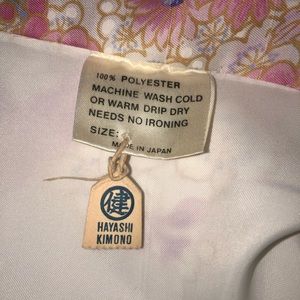 100% POLYESTER
MACHINE WASH COLD
OR WARM DRIP DRY
NEEDS NO IRONING
SIZE:
MADE IN JAPAN
健
HAYASHI
KIMONO